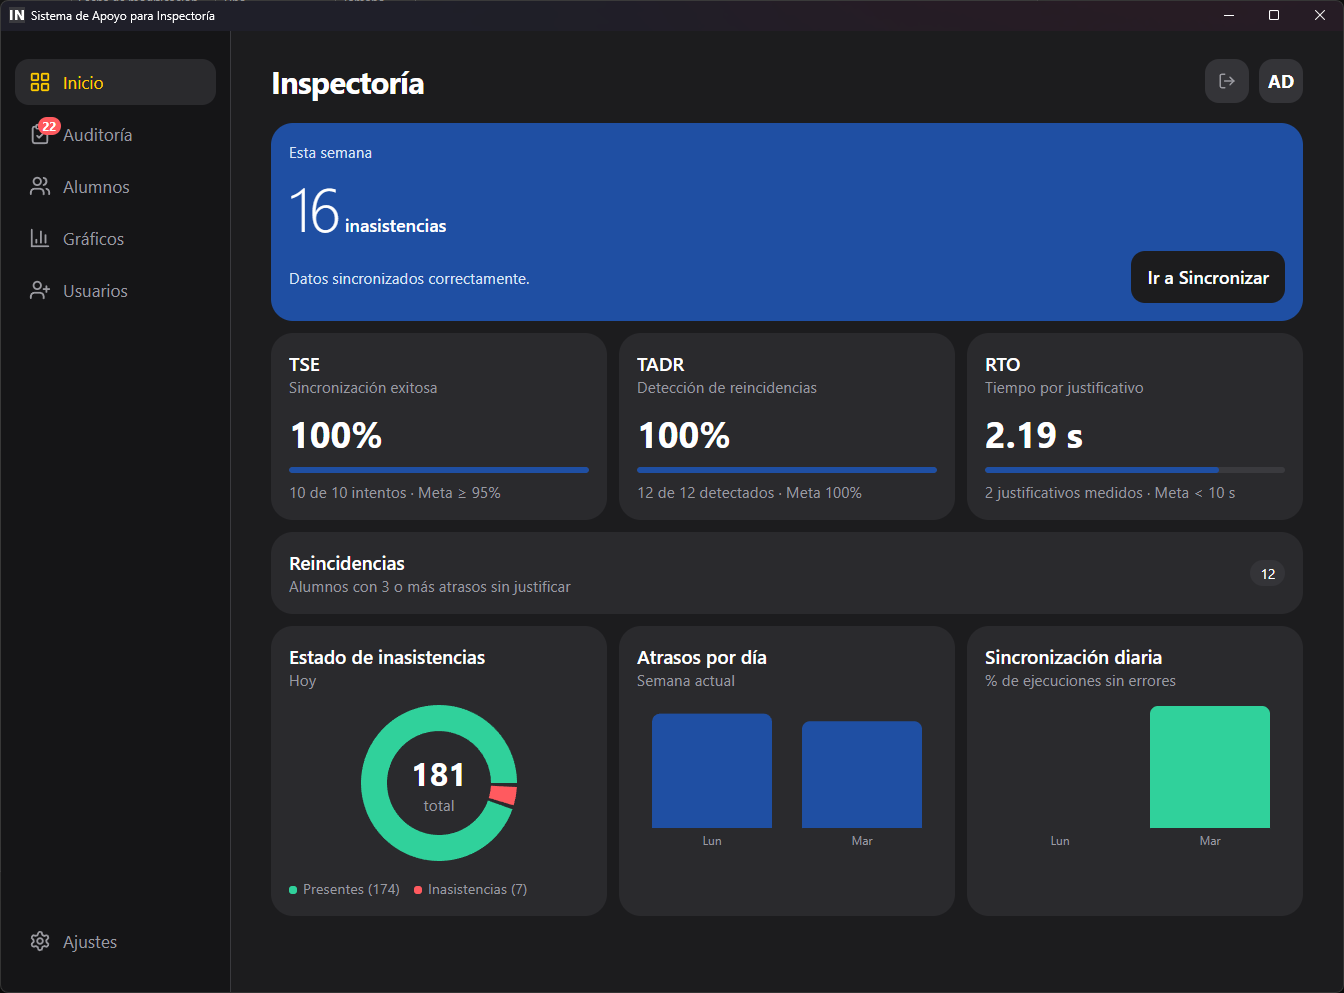 IN Sistema de Apoyo para Inspectoría
Inicio
22
Auditoría
Alumnos
Gráficos
Usuarios
Ajustes
Inspectoría
AD
Esta semana
16 inasistencias
Datos sincronizados correctamente.
Ir a Sincronizar
TSE
Sincronización exitosa
100%
10 de 10 intentos · Meta ≥ 95%
TADR
Detección de reincidencias
100%
12 de 12 detectados · Meta 100%
RTO
Tiempo por justificativo
2.19 s
2 justificativos medidos · Meta < 10 s
Reincidencias
Alumnos con 3 o más atrasos sin justificar
12
Estado de inasistencias
Hoy
181
total
Presentes (174)
Inasistencias (7)
Atrasos por día
Semana actual
Lun
Mar
Sincronización diaria
% de ejecuciones sin errores
Lun
Mar